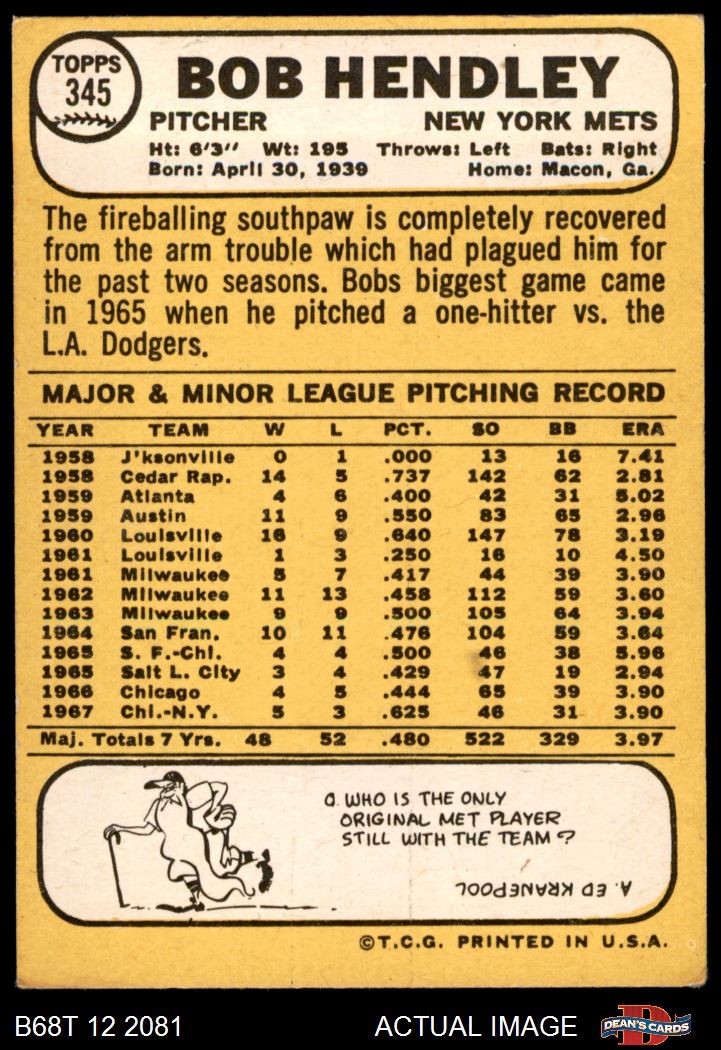 TOPPS
345
BOB HENDLEY
PITCHER NEW YORK METS
Ht: 6'3" Wt: 195 Throws: Left Bats: Right
Born: April 30, 1939 Home: Macon, Ga.
The fireballing southpaw is completely recovered
from the arm trouble which had plagued him for
the past two seasons. Bobs biggest game came
in 1965 when he pitched a one-hitter vs. the
L.A. Dodgers.
MAJOR & MINOR LEAGUE PITCHING RECORD
YEAR TEAM W L PCT. SO BB ERA
1958 J'ksonville 0 1 .000 13 16 7.41
1958 Cedar Rap. 14 5 .737 142 62 2.81
1959 Atlanta 4 6 .400 42 31 5.02
1959 Austin 11 9 .550 83 65 2.96
1960 Louisville 16 9 .640 147 78 3.19
1961 Louisville 1 3 .250 16 10 4.50
1961 Milwaukee 5 7 .417 44 39 3.90
1962 Milwaukee 11 13 .458 112 59 3.60
1963 Milwaukee 9 9 .500 105 64 3.94
1964 San Fran. 10 11 .476 104 59 3.64
1965 S. F.-Chi. 4 4 .500 46 38 5.96
1965 Salt L. City 3 4 .429 47 19 2.94
1966 Chicago 4 5 .444 65 39 3.90
1967 Chi.-N.Y. 5 3 .625 46 31 3.90
Maj. Totals 7 Yrs. 48 52 .480 522 329 3.97
Q. WHO IS THE ONLY
ORIGINAL MET PLAYER
STILL WITH THE TEAM?
A. ED KRANEPOOL
©T.C.G. PRINTED IN U.S.A.
B68T 12 2081 ACTUAL IMAGE DEAN'S CARDS